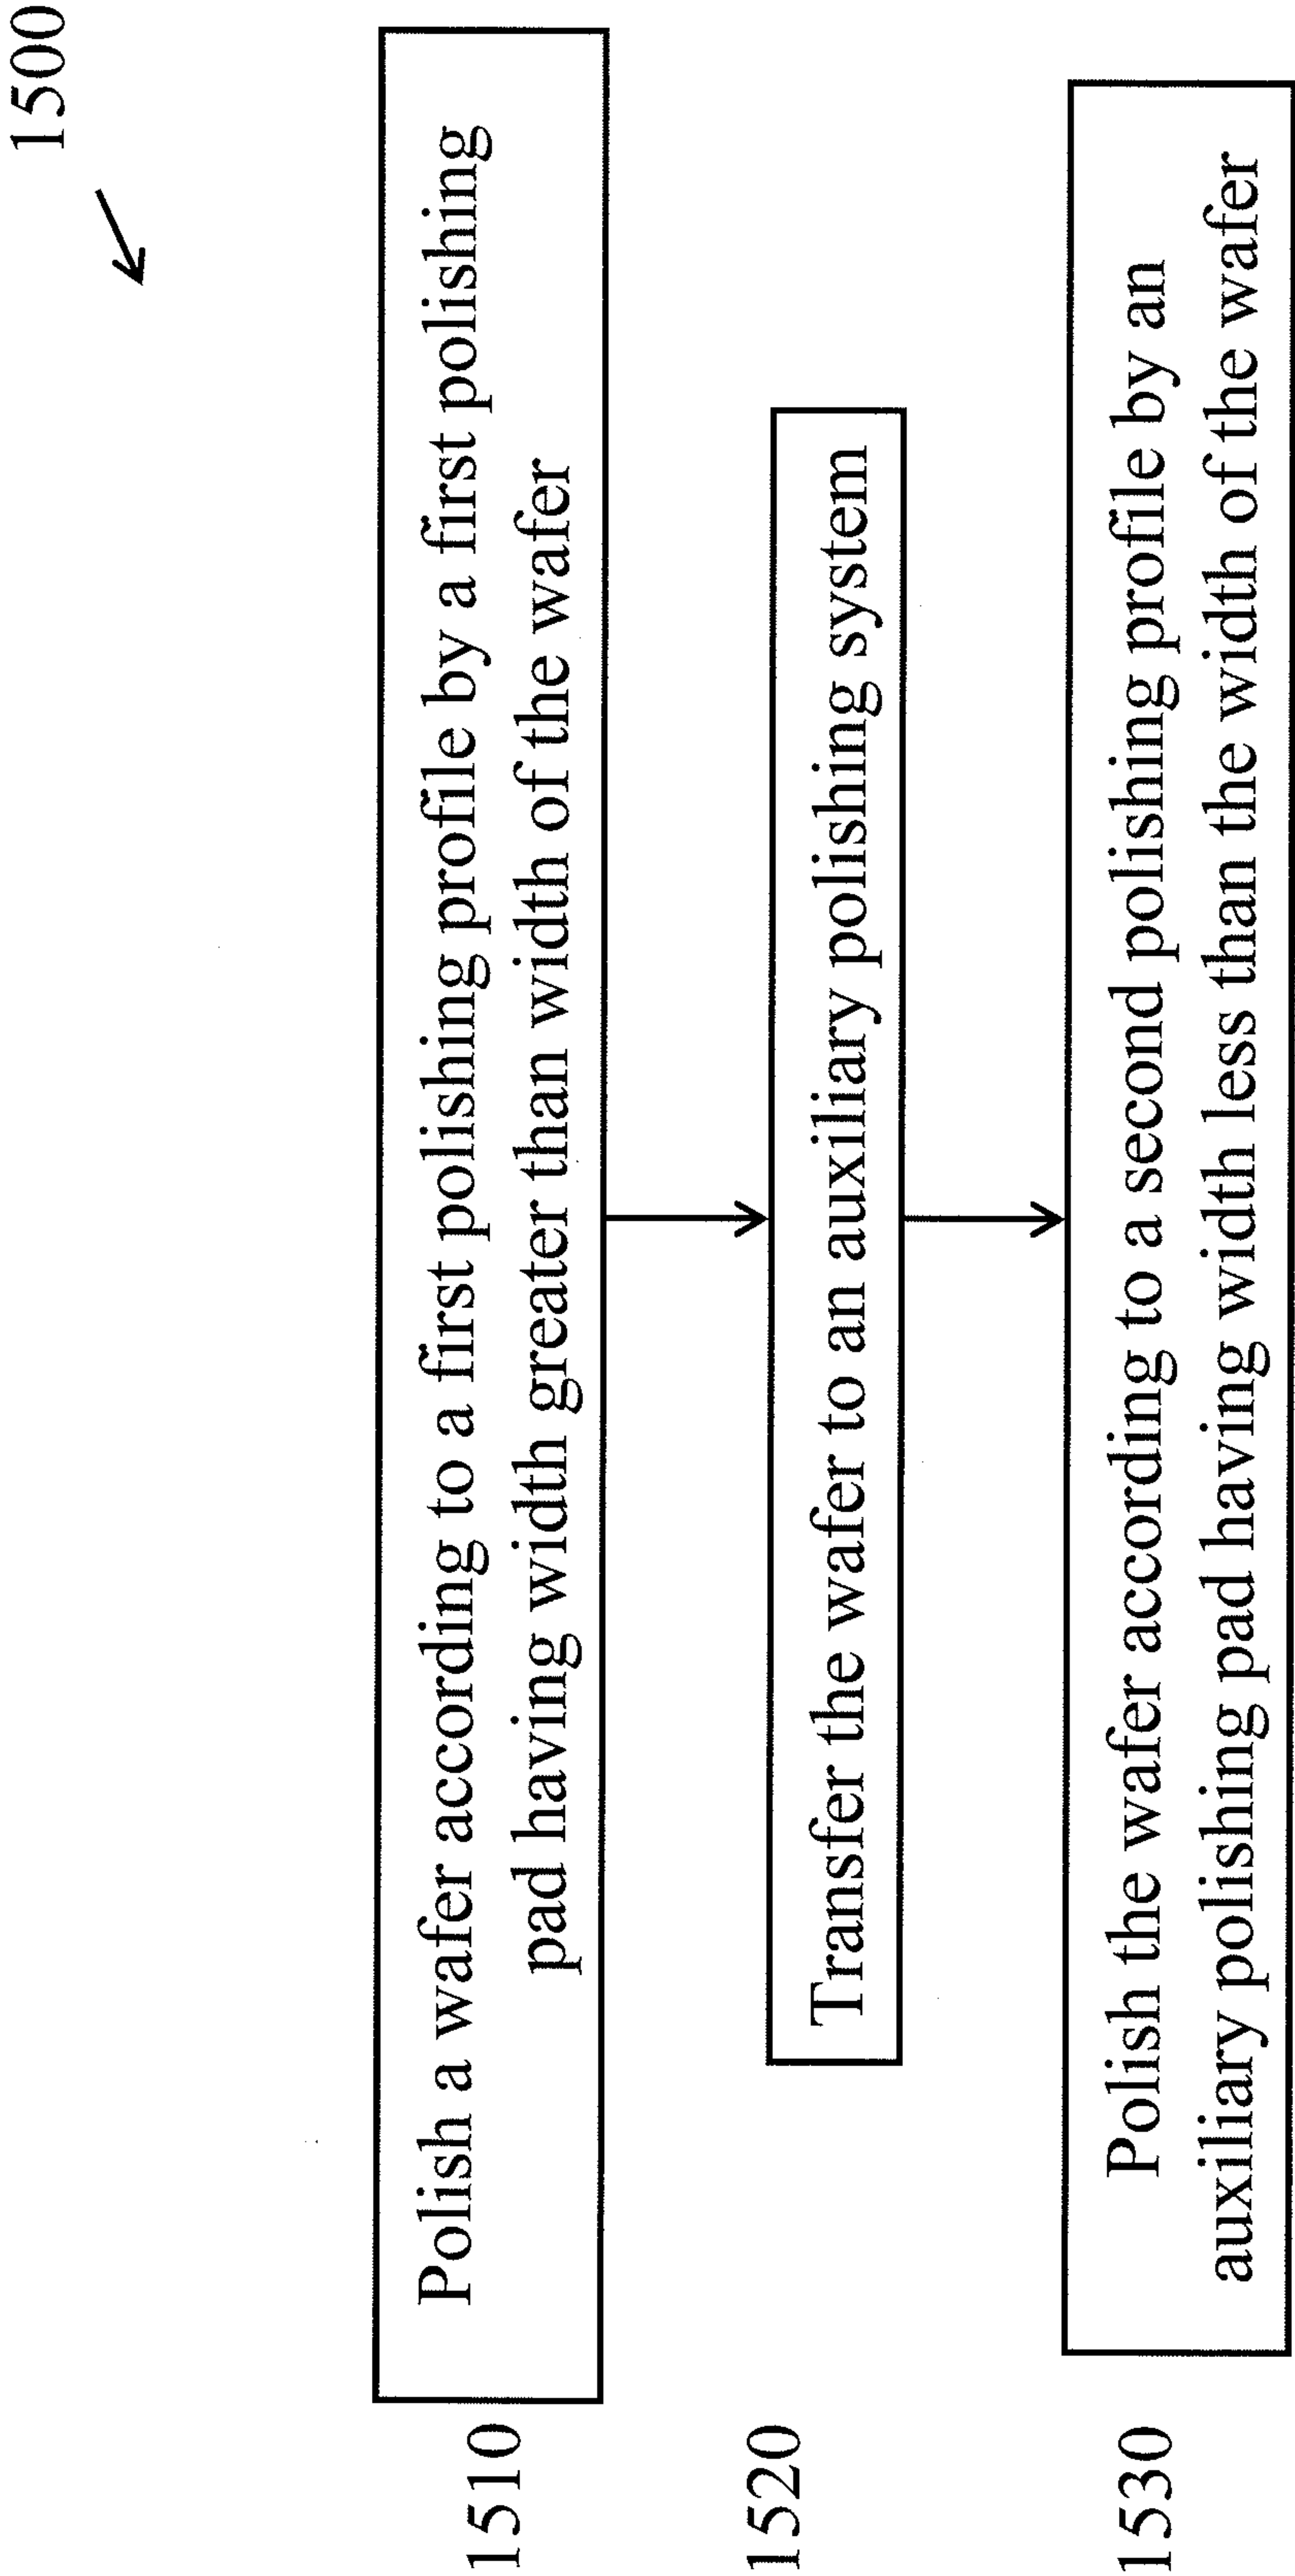 1500
1510
Polish a wafer according to a first polishing profile by a first polishing
pad having width greater than width of the wafer
1520
Transfer the wafer to an auxiliary polishing system
1530
Polish the wafer according to a second polishing profile by an
auxiliary polishing pad having width less than the width of the wafer